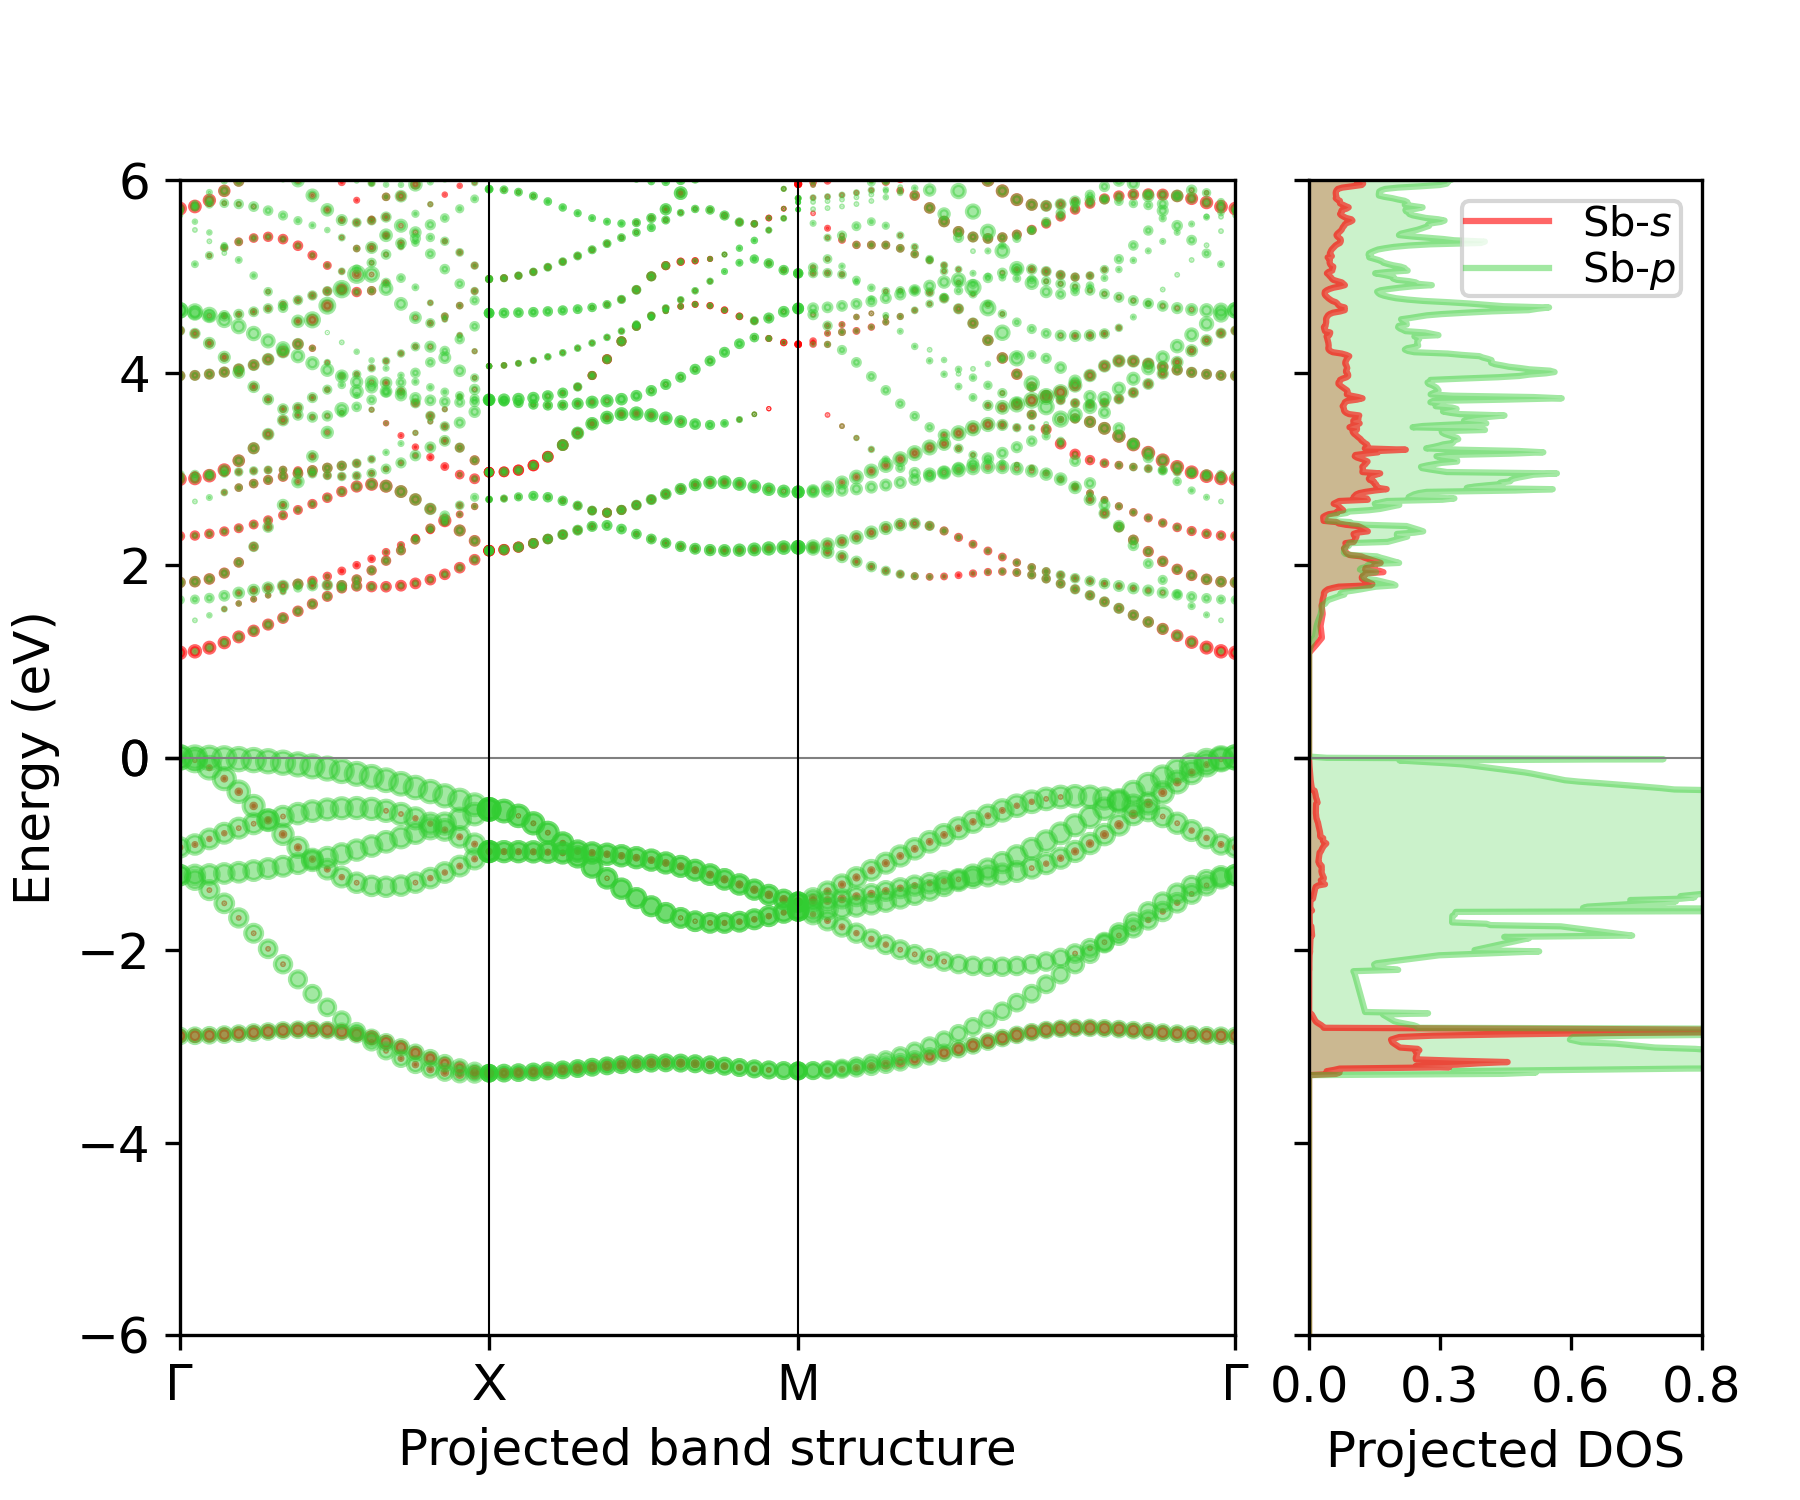 6
4
2
0
−2
−4
−6
Energy (eV)
Γ
X
M
Γ
Projected band structure
Sb-s
Sb-p
0.0
0.3
0.6
0.8
Projected DOS